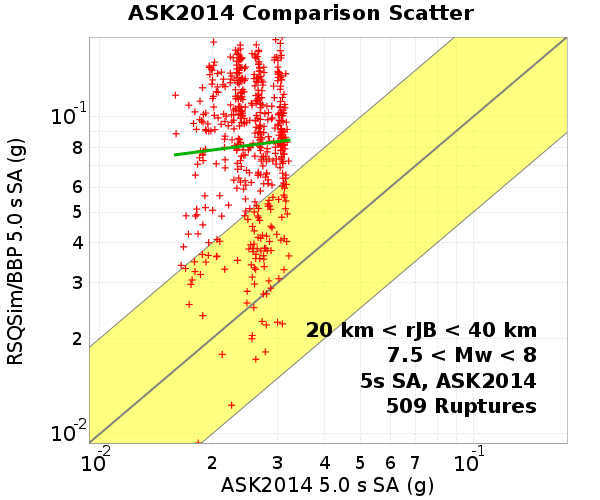 ASK2014 Comparison Scatter
RSQSim/BBP 5.0 s SA (g)
10-1
8
6
5
4
3
2
10-2
20 km < rJB < 40 km
7.5 < Mw < 8
5s SA, ASK2014
509 Ruptures
10-2 2 3 4 5 6 7 10-1
ASK2014 5.0 s SA (g)